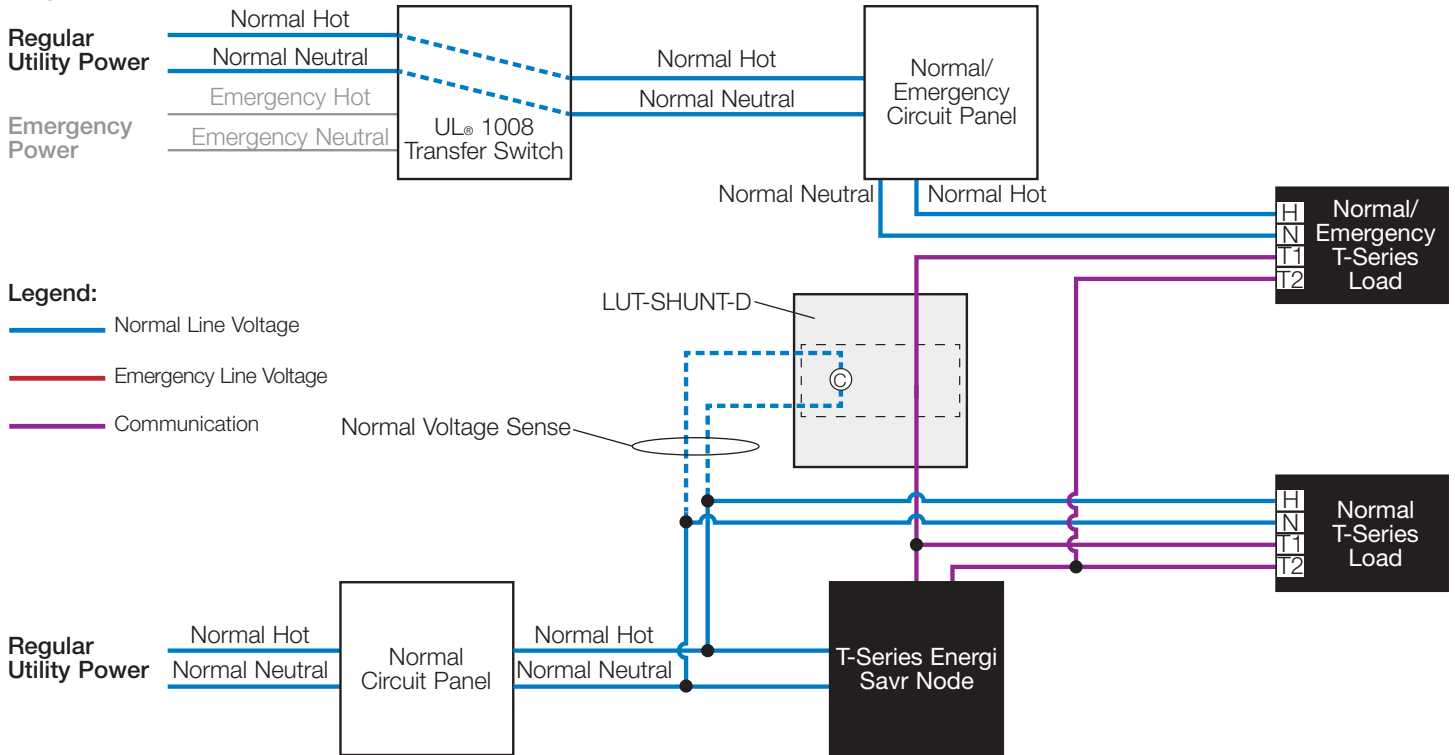 Regular
Utility Power
Normal Hot
Normal Neutral
Emergency
Power
Emergency Hot
Emergency Neutral
UL® 1008
Transfer Switch
Normal Hot
Normal Neutral
Normal/
Emergency
Circuit Panel
Normal Neutral
Normal Hot
H
N
T1
T2
Normal/
Emergency
T-Series
Load
Legend:
Normal Line Voltage
Emergency Line Voltage
Communication
LUT-SHUNT-D
C
Normal Voltage Sense
H
N
T1
T2
Normal
T-Series
Load
Regular
Utility Power
Normal Hot
Normal Neutral
Normal
Circuit Panel
Normal Hot
Normal Neutral
T-Series Energi
Savr Node